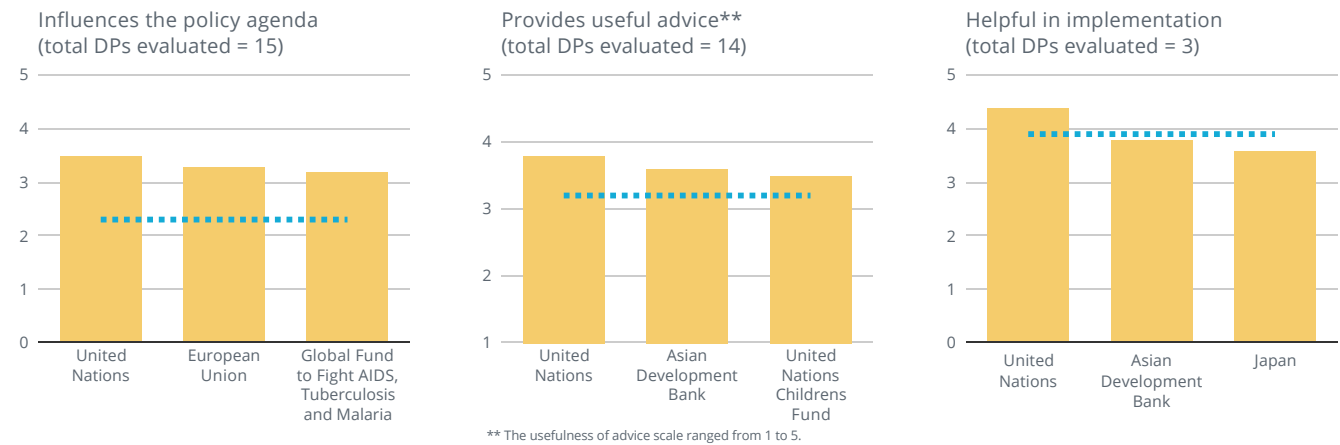 Influences the policy agenda
(total DPs evaluated = 15)
5
4
3
2
1
0
United
Nations
European
Union
Global Fund
to Fight AIDS,
Tuberculosis
and Malaria
Provides useful advice**
(total DPs evaluated = 14)
5
4
3
2
1
United
Nations
Asian
Development
Bank
United
Nations
Childrens
Fund
** The usefulness of advice scale ranged from 1 to 5.
Helpful in implementation
(total DPs evaluated = 3)
5
4
3
2
1
0
United
Nations
Asian
Development
Bank
Japan